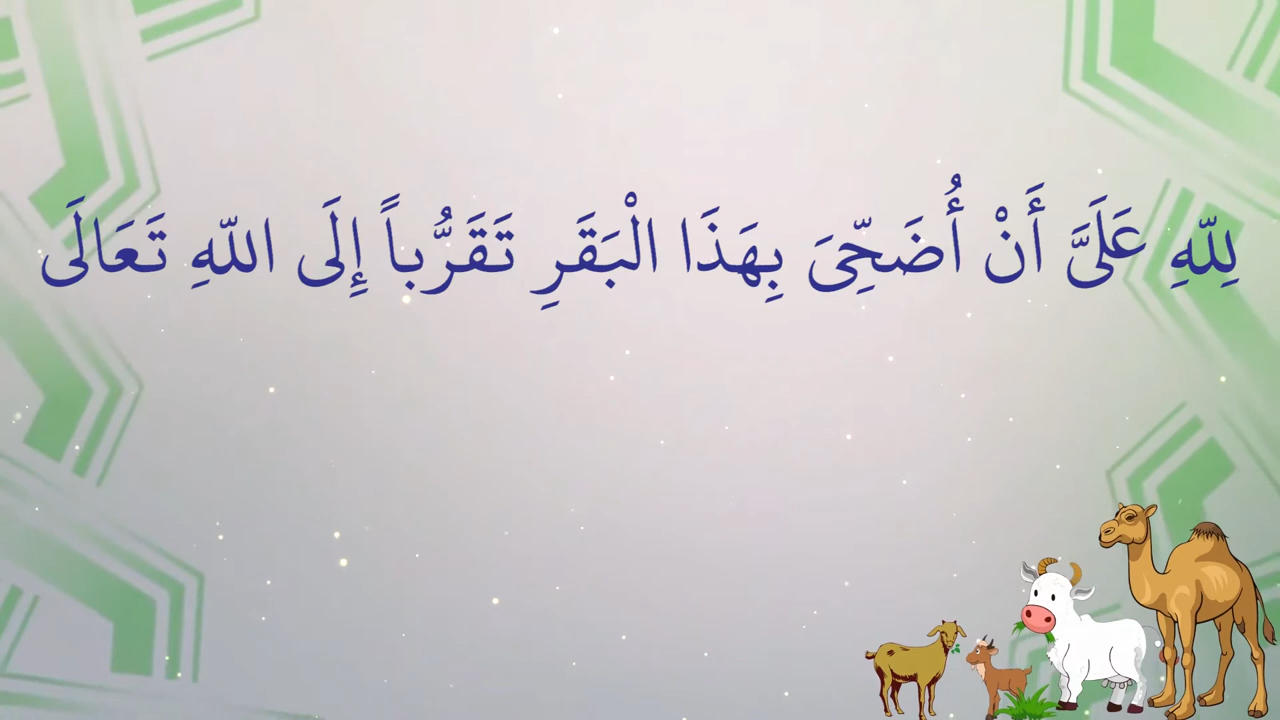 لِلّٰهِ عَلَيَّ أَنْ أُضَحِّىَ بِهَذَا الْبَقَرِ تَقَرُّباً إِلَى اللّٰهِ تَعَالَى